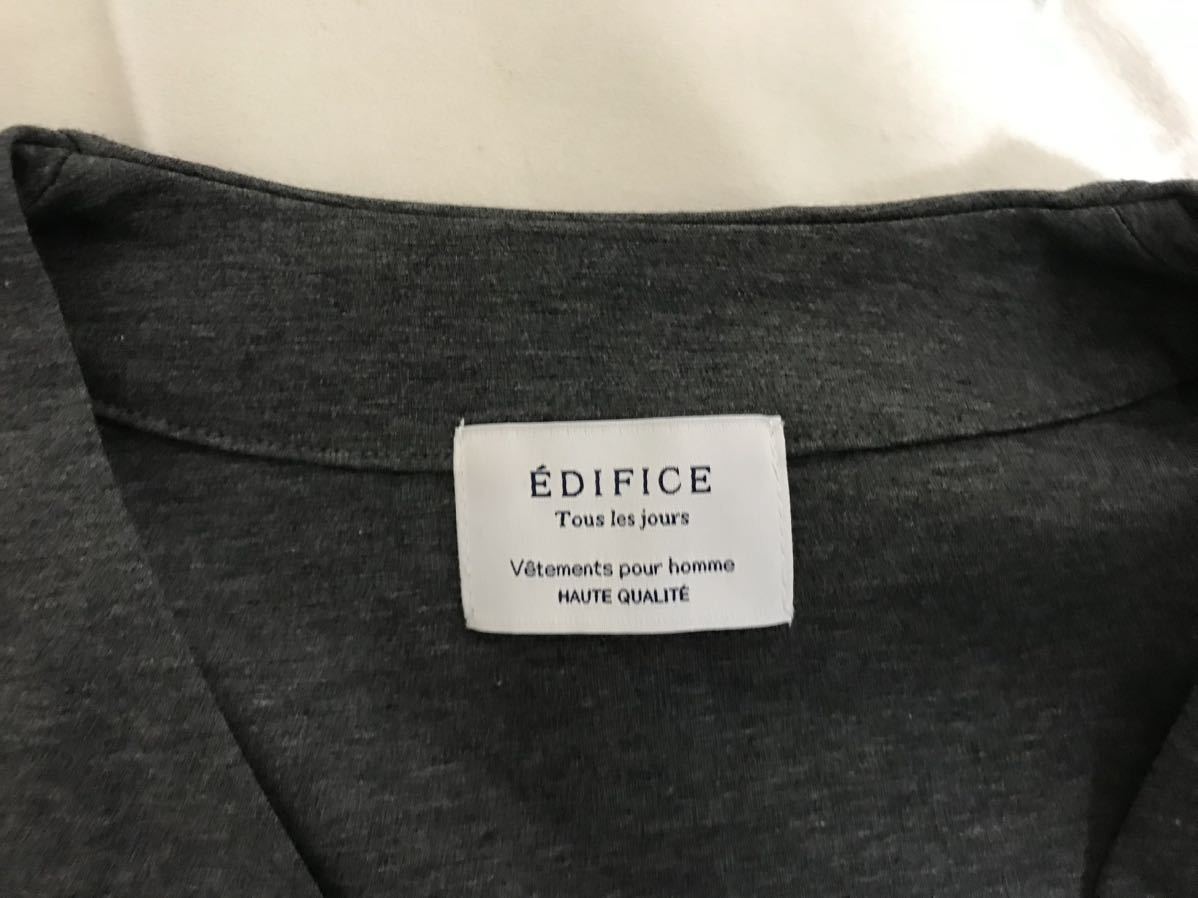 ÉDIFICE
Tous les jours
Vêtements pour homme
HAUTE QUALITÉ